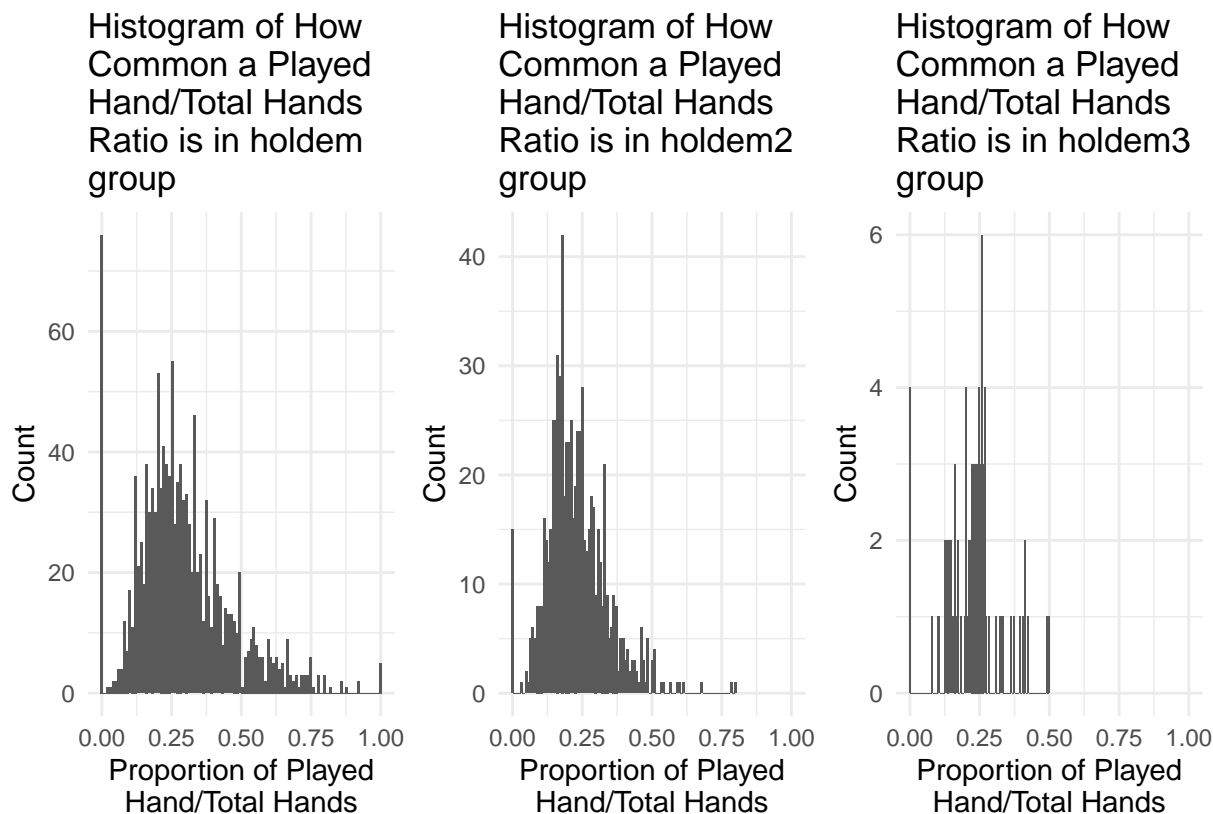 Histogram of How
Common a Played
Hand/Total Hands
Ratio is in holdem
group
Count
60
40
20
0
0.00 0.25 0.50 0.75 1.00
Proportion of Played
Hand/Total Hands
Histogram of How
Common a Played
Hand/Total Hands
Ratio is in holdem2
group
Count
40
30
20
10
0
0.00 0.25 0.50 0.75 1.00
Proportion of Played
Hand/Total Hands
Histogram of How
Common a Played
Hand/Total Hands
Ratio is in holdem3
group
Count
6
4
2
0
0.00 0.25 0.50 0.75 1.00
Proportion of Played
Hand/Total Hands